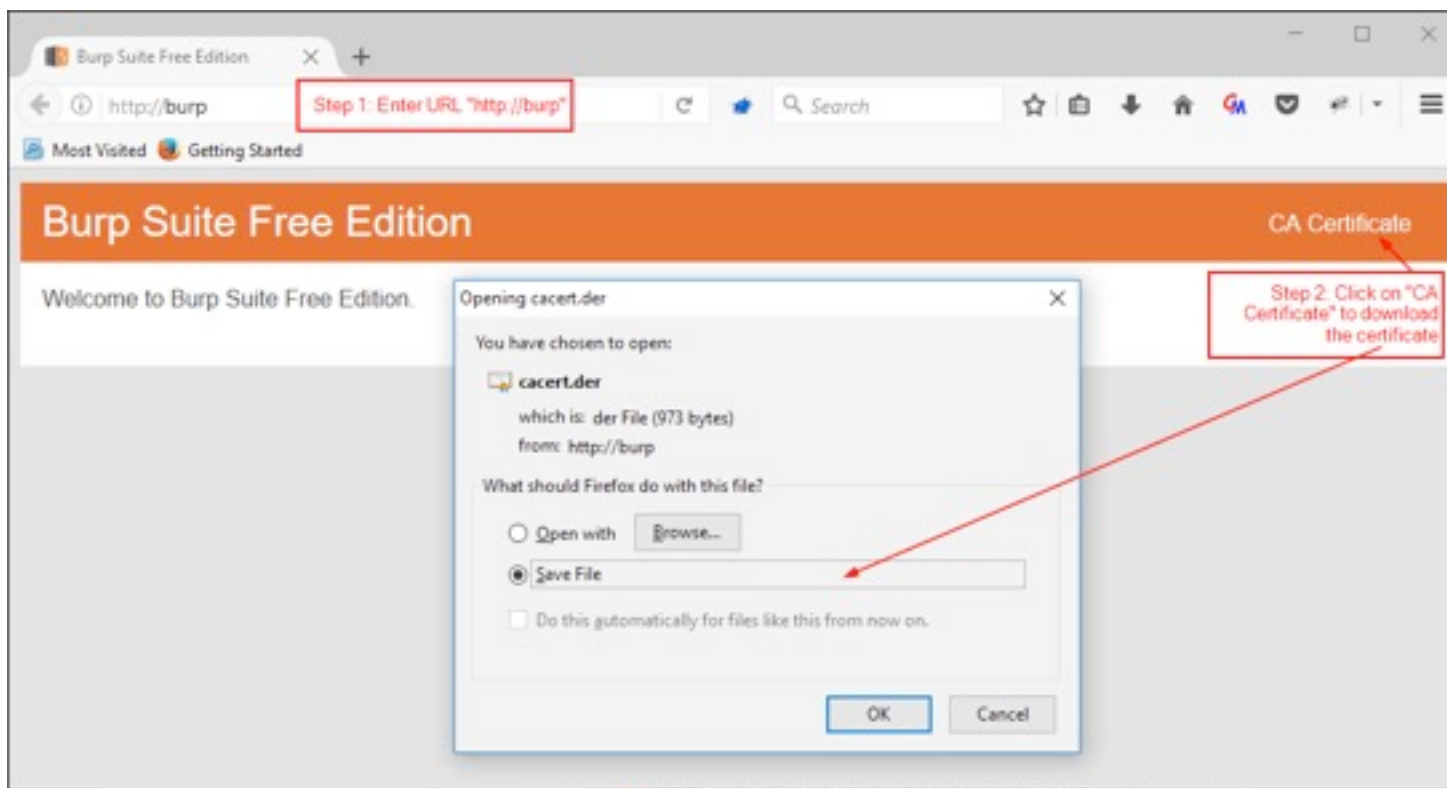 Burp Suite Free Edition
http://burp
Step 1: Enter URL "http://burp"
Search
Most Visited
Getting Started
Burp Suite Free Edition
CA Certificate
Welcome to Burp Suite Free Edition.
Step 2: Click on "CA
Certificate" to download
the certificate
Opening cacert.der
You have chosen to open:
cacert.der
which is: der File (973 bytes)
from: http://burp
What should Firefox do with this file?
Open with
Browse...
Save File
Do this automatically for files like this from now on.
OK
Cancel